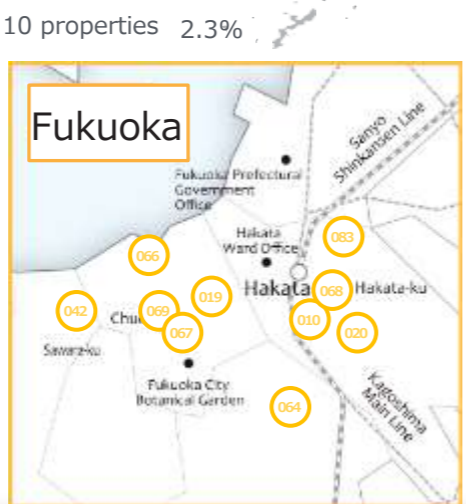 10 properties 2.3%
Fukuoka
Sanyo
Shinkansen Line
Fukuoka Prefectural
Government
Office
Hakata
Ward Office
083
066
Hakata
068
Hakata-ku
019
042
069
010
067
020
Sawara-ku
Fukuoka City
Botanical Garden
064
Kagoshima
Main Line